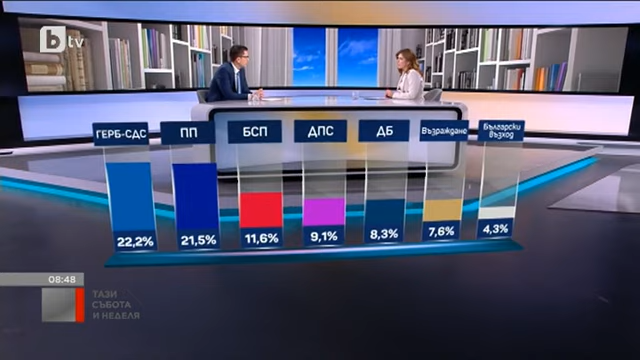 btv
ГЕРБ-СДС
ПП
БСП
ДПС
ДБ
Възраждане
Български
възход
22,2%
21,5%
11,6%
9,1%
8,3%
7,6%
4,3%
08:48
ТАЗИ
СЪБОТА
И НЕДЕЛЯ